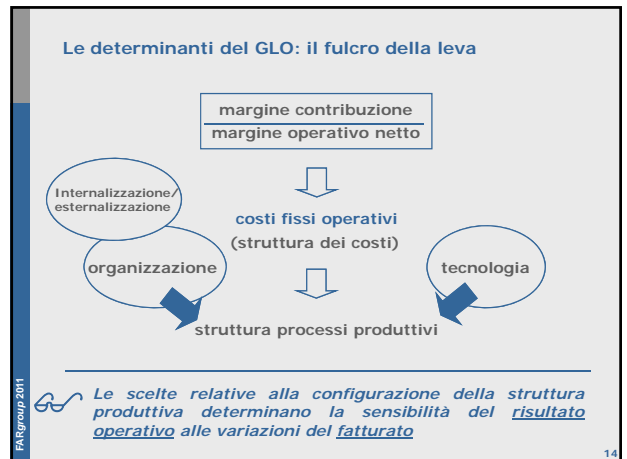 Le determinanti del GLO: il fulcro della leva
margine contribuzione
margine operativo netto
Internalizzazione/
esternalizzazione
costi fissi operativi
(struttura dei costi)
organizzazione
tecnologia
struttura processi produttivi
Le scelte relative alla configurazione della struttura
produttiva determinano la sensibilità del risultato
operativo alle variazioni del fatturato
FARgroup 2011
14